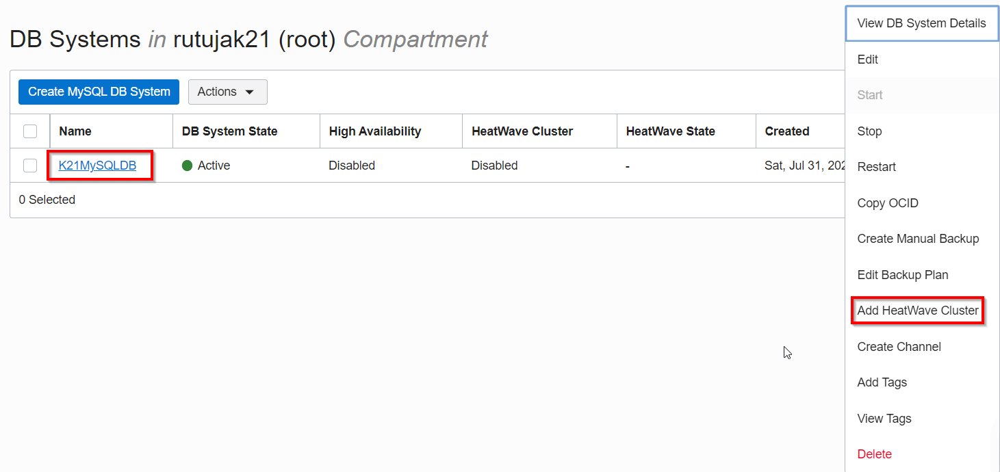 DB Systems in rutujak21 (root) Compartment
Create MySQL DB System
Actions
Name
DB System State
High Availability
HeatWave Cluster
HeatWave State
Created
K21MySQLDB
Active
Disabled
Disabled
-
Sat, Jul 31, 202
0 Selected
View DB System Details
Edit
Start
Stop
Restart
Copy OCID
Create Manual Backup
Edit Backup Plan
Add HeatWave Cluster
Create Channel
Add Tags
View Tags
Delete